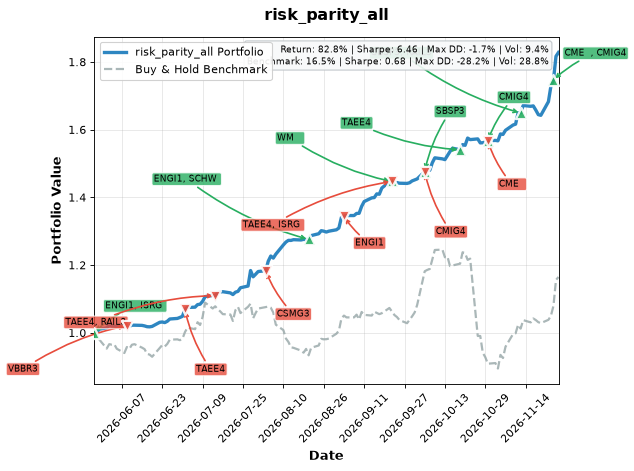 risk_parity_all
risk_parity_all Portfolio
Buy & Hold Benchmark
Return: 82.8% | Sharpe: 6.46 | Max DD: -1.7% | Vol: 9.4%
Benchmark: 16.5% | Sharpe: 0.68 | Max DD: -28.2% | Vol: 28.8%
CME , CMIG4
CMIG4
SBSP3
TAEE4
WM
ENGI1, SCHW
CME
TAEE4, ISRG
CMIG4
ENGI1
ENGI1, ISRG
CSMG3
TAEE4, RAIL3
VBBR3
TAEE4
Portfolio Value
1.8
1.6
1.4
1.2
1.0
2026-06-07
2026-06-23
2026-07-09
2026-07-25
2026-08-10
2026-08-26
2026-09-11
2026-09-27
2026-10-13
2026-10-29
2026-11-14
Date